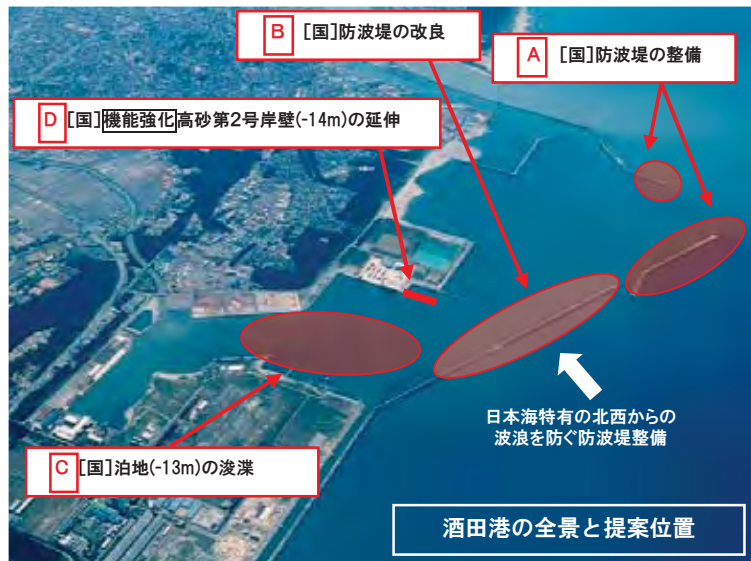 B [国]防波堤の改良
A [国]防波堤の整備
D [国]機能強化高砂第2号岸壁(-14m)の延伸
日本海特有の北西からの
波浪を防ぐ防波堤整備
C [国]泊地(-13m)の浚渫
酒田港の全景と提案位置